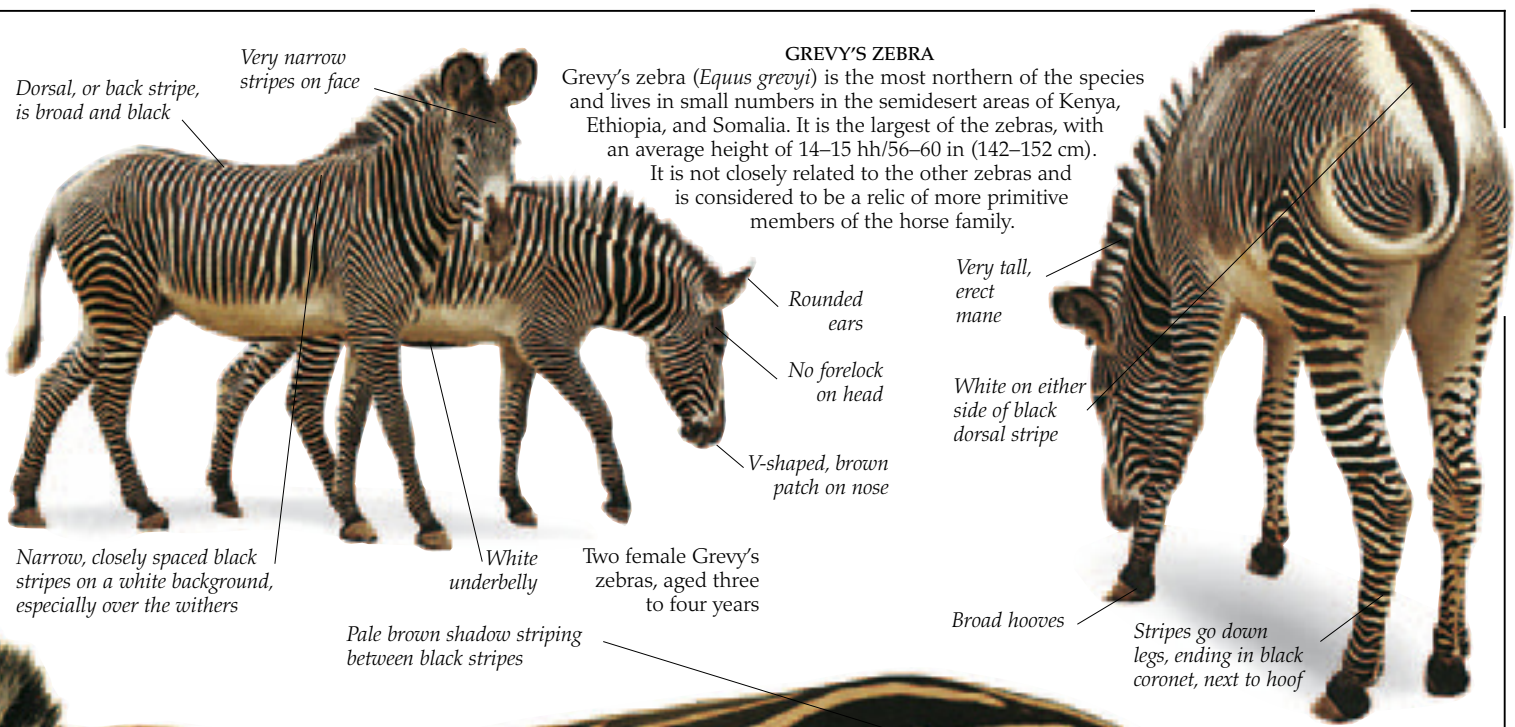 GREVY'S ZEBRA
Grevy's zebra (Equus grevyi) is the most northern of the species
and lives in small numbers in the semidesert areas of Kenya,
Ethiopia, and Somalia. It is the largest of the zebras, with
an average height of 14–15 hh/56–60 in (142–152 cm).
It is not closely related to the other zebras and
is considered to be a relic of more primitive
members of the horse family.
Dorsal, or back stripe,
is broad and black
Very narrow
stripes on face
Rounded
ears
No forelock
on head
V-shaped, brown
patch on nose
Very tall,
erect
mane
White on either
side of black
dorsal stripe
Narrow, closely spaced black
stripes on a white background,
especially over the withers
White
underbelly
Two female Grevy's
zebras, aged three
to four years
Broad hooves
Stripes go down
legs, ending in black
coronet, next to hoof
Pale brown shadow striping
between black stripes